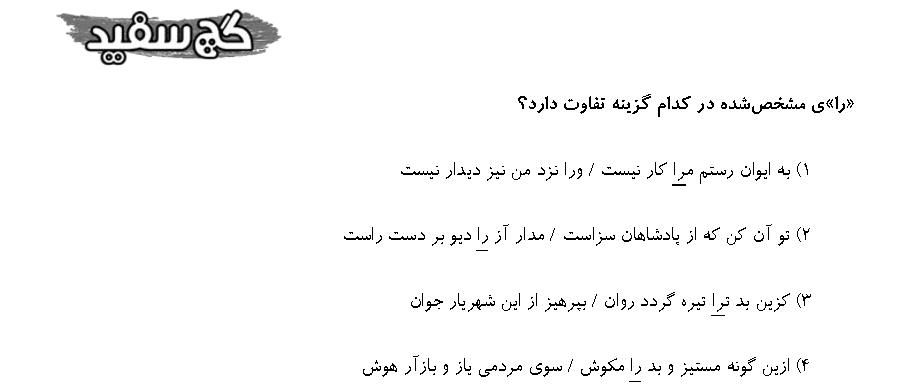 گچ سفید
«را»ی مشخص‌شده در کدام گزینه تفاوت دارد؟
۱) به ایوان رستم مرا کار نیست / ورا نزد من نیز دیدار نیست
۲) تو آن کن که از پادشاهان سزاست / مدار آز را دیو بر دست راست
۳) کزین بد ترا تیره گردد روان / بپرهیز از این شهریار جوان
۴) ازین گونه مستیز و بد را مکوش / سوی مردمی یاز و بازآر هوش